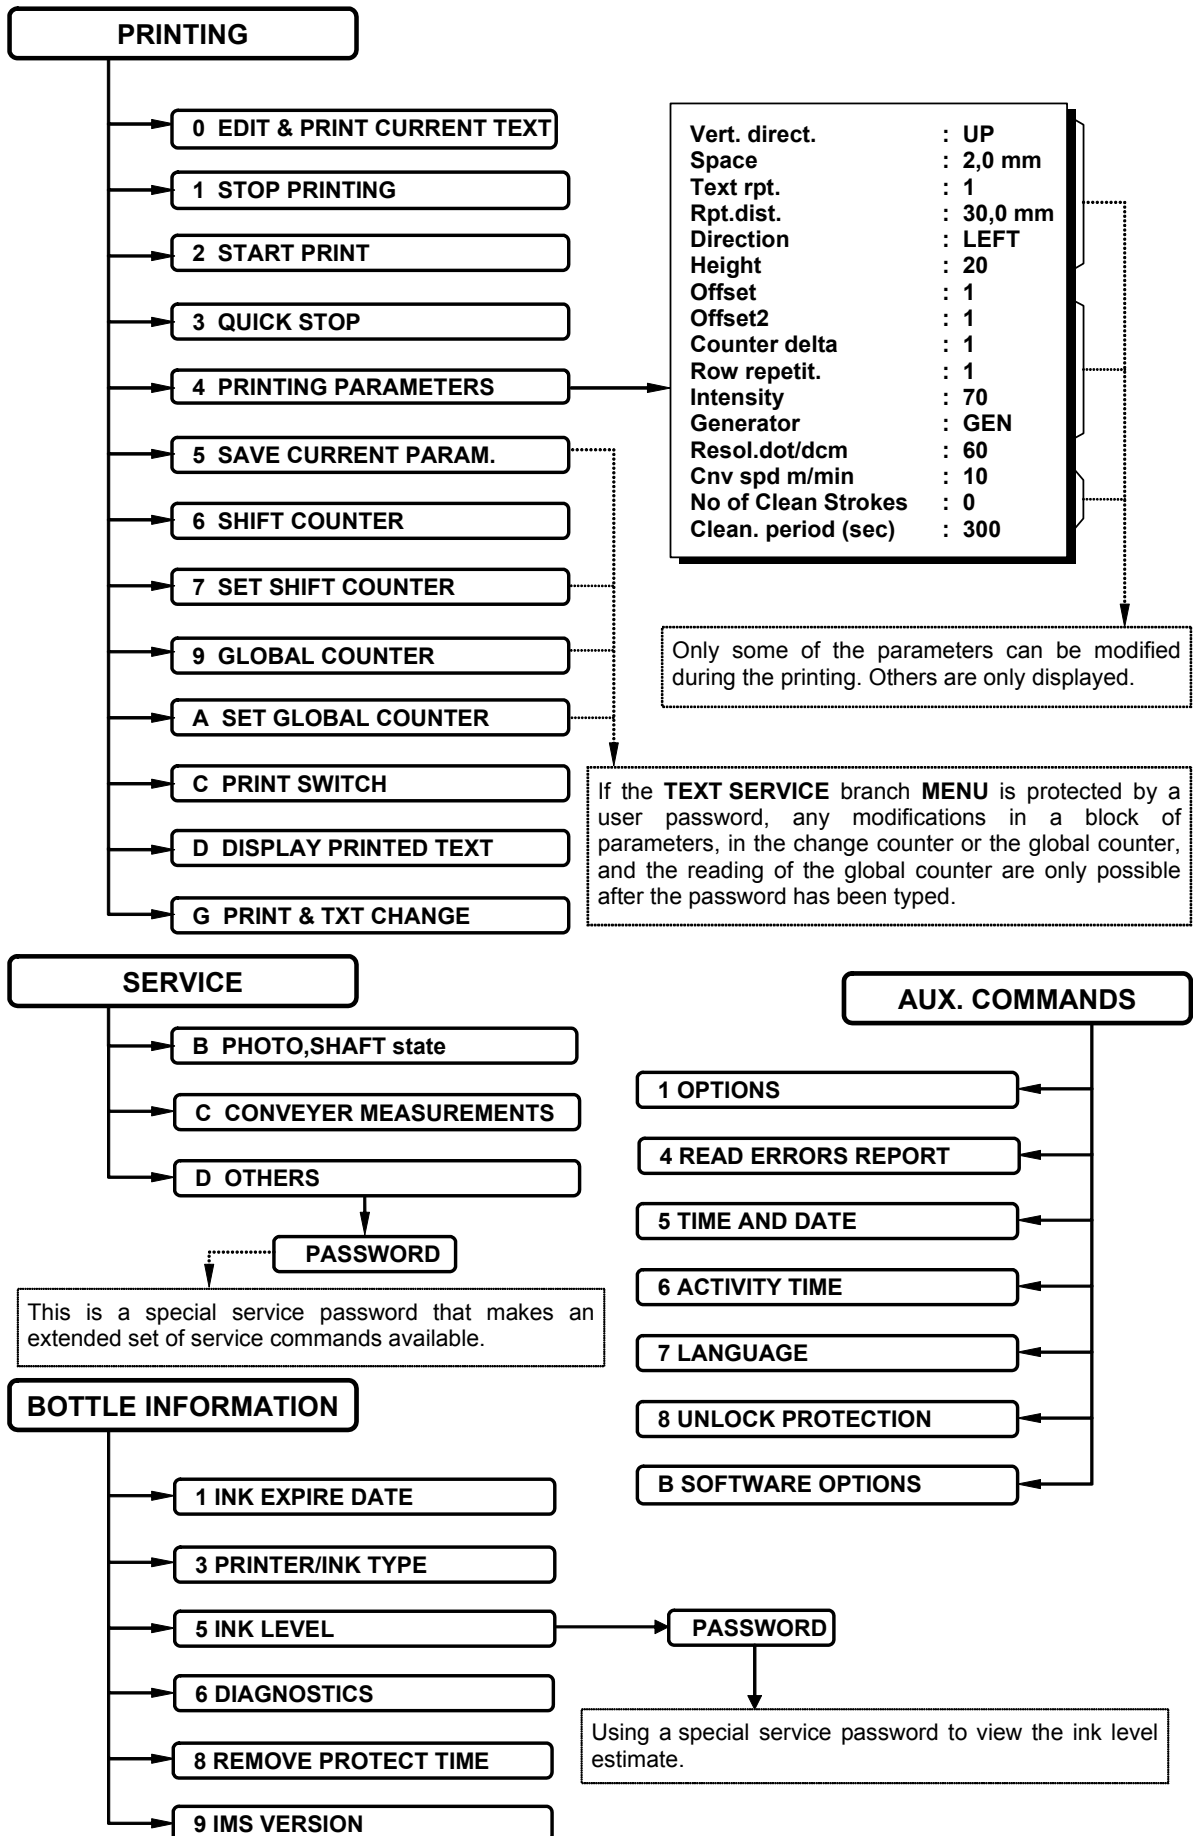 PRINTING
0 EDIT & PRINT CURRENT TEXT
1 STOP PRINTING
2 START PRINT
3 QUICK STOP
4 PRINTING PARAMETERS
5 SAVE CURRENT PARAM.
6 SHIFT COUNTER
7 SET SHIFT COUNTER
9 GLOBAL COUNTER
A SET GLOBAL COUNTER
C PRINT SWITCH
D DISPLAY PRINTED TEXT
G PRINT & TXT CHANGE
Vert. direct. : UP
Space : 2,0 mm
Text rpt. : 1
Rpt.dist. : 30,0 mm
Direction : LEFT
Height : 20
Offset : 1
Offset2 : 1
Counter delta : 1
Row repetit. : 1
Intensity : 70
Generator : GEN
Resol.dot/dcm : 60
Cnv spd m/min : 10
No of Clean Strokes : 0
Clean. period (sec) : 300
Only some of the parameters can be modified
during the printing. Others are only displayed.
If the TEXT SERVICE branch MENU is protected by a
user password, any modifications in a block of
parameters, in the change counter or the global counter,
and the reading of the global counter are only possible
after the password has been typed.
SERVICE
B PHOTO,SHAFT state
C CONVEYER MEASUREMENTS
D OTHERS
PASSWORD
This is a special service password that makes an
extended set of service commands available.
AUX. COMMANDS
1 OPTIONS
4 READ ERRORS REPORT
5 TIME AND DATE
6 ACTIVITY TIME
7 LANGUAGE
8 UNLOCK PROTECTION
B SOFTWARE OPTIONS
BOTTLE INFORMATION
1 INK EXPIRE DATE
3 PRINTER/INK TYPE
5 INK LEVEL
6 DIAGNOSTICS
8 REMOVE PROTECT TIME
9 IMS VERSION
PASSWORD
Using a special service password to view the ink level
estimate.